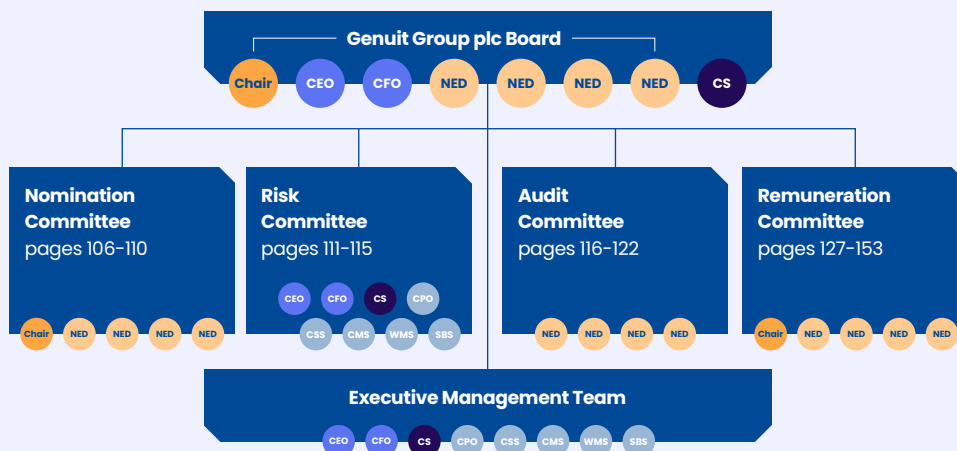 Genuit Group plc Board
Chair CEO CFO NED NED NED NED CS
Nomination
Committee
pages 106-110
Chair NED NED NED NED
Risk
Committee
pages 111-115
CEO CFO CS CPO
CSS CMS WMS SBS
Audit
Committee
pages 116-122
NED NED NED NED
Remuneration
Committee
pages 127-153
Chair NED NED NED NED
Executive Management Team
CEO CFO CS CPO CSS CMS WMS SBS